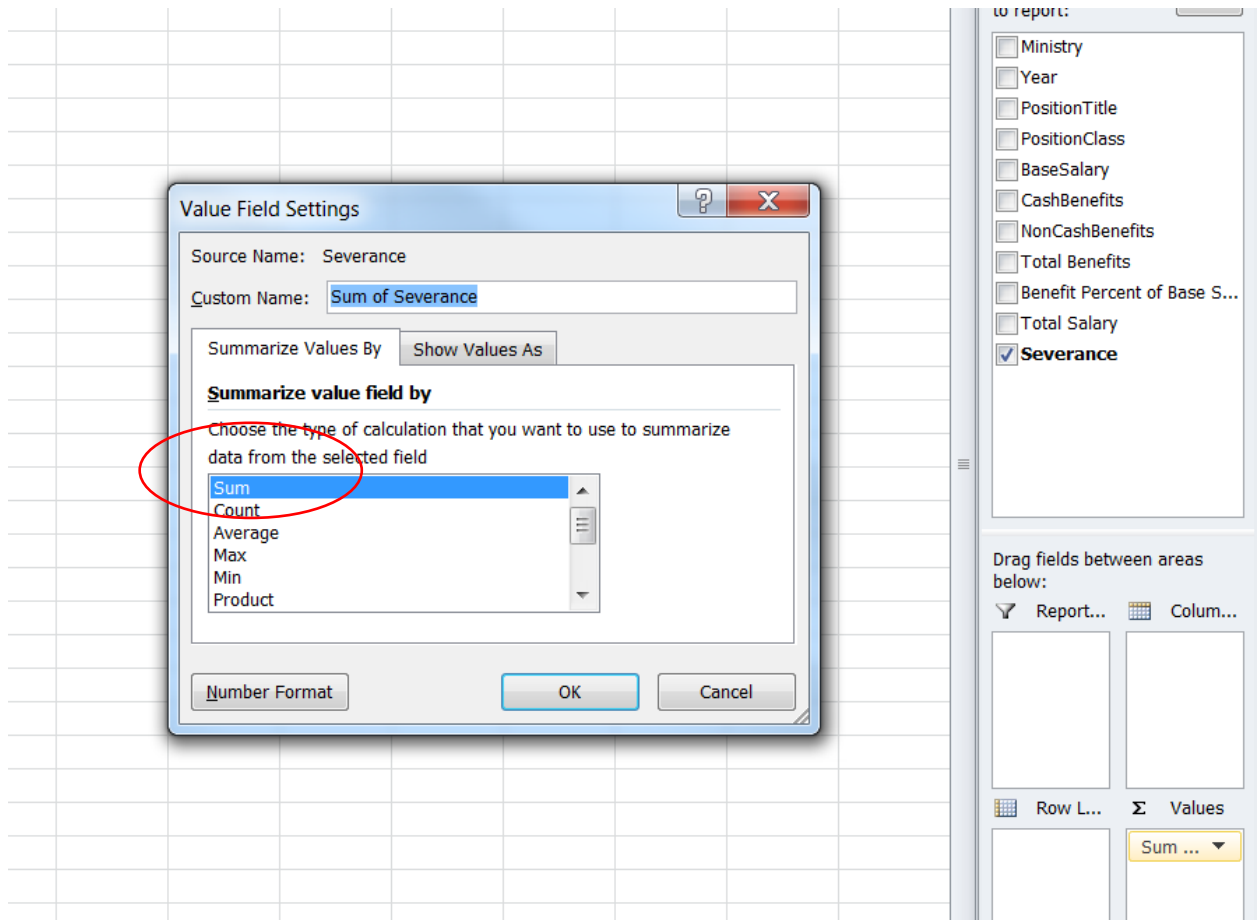 to report:
Ministry
Year
PositionTitle
PositionClass
BaseSalary
CashBenefits
NonCashBenefits
Total Benefits
Benefit Percent of Base S...
Total Salary
Severance
Value Field Settings
Source Name: Severance
Custom Name: Sum of Severance
Summarize Values By Show Values As
Summarize value field by
Choose the type of calculation that you want to use to summarize
data from the selected field
Sum
Count
Average
Max
Min
Product
Number Format OK Cancel
Drag fields between areas
below:
Report... Colum...
Row L... Σ Values
Sum ...